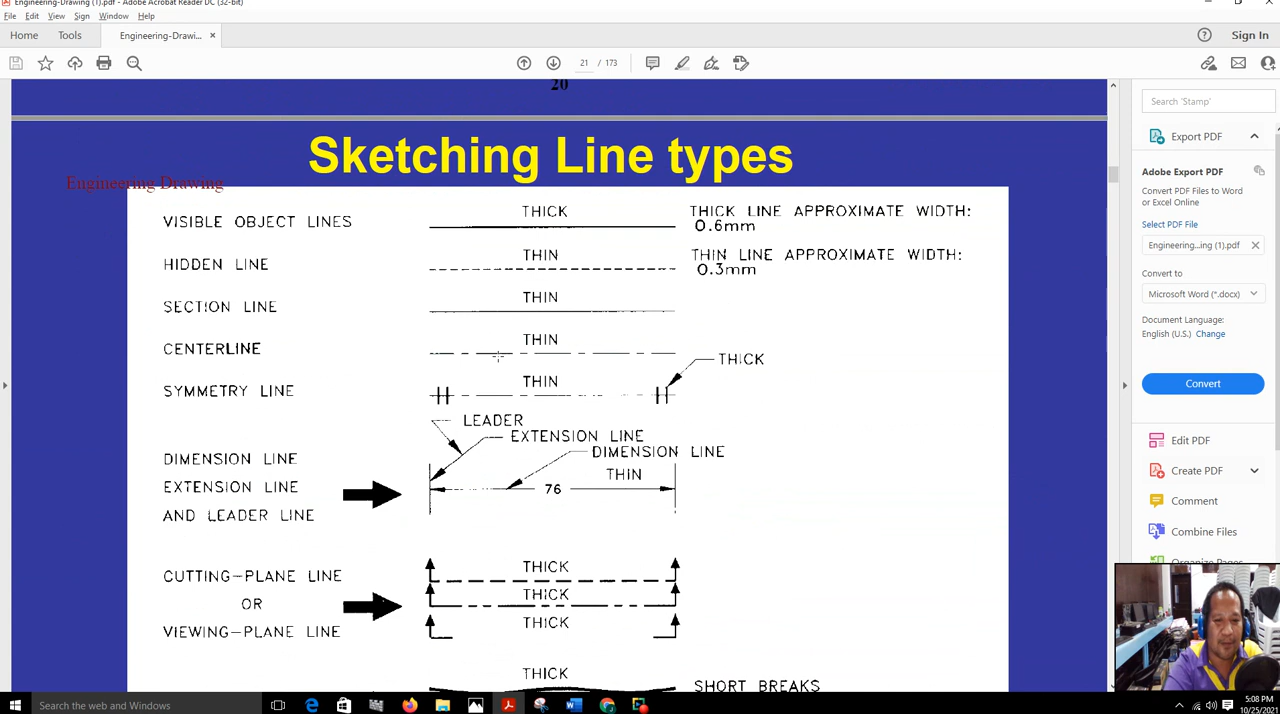 Engineering-Drawing (1).pdf - Adobe Acrobat Reader DC (32-bit)
File Edit View Sign Window Help
Home Tools Engineering-Drawi... × Sign In
21 / 173
20
Sketching Line types
Engineering Drawing
VISIBLE OBJECT LINES THICK THICK LINE APPROXIMATE WIDTH:
0.6mm
HIDDEN LINE THIN THIN LINE APPROXIMATE WIDTH:
0.3mm
SECTION LINE THIN
CENTERLINE THIN
THICK
SYMMETRY LINE THIN
LEADER
EXTENSION LINE
DIMENSION LINE
DIMENSION LINE THIN
EXTENSION LINE 76
AND LEADER LINE
CUTTING-PLANE LINE THICK
OR THICK
VIEWING-PLANE LINE THICK
THICK SHORT BREAKS
Search 'Stamp'
Export PDF
Adobe Export PDF
Convert PDF Files to Word
or Excel Online
Select PDF File
Engineering...ing (1).pdf ×
Convert to
Microsoft Word (*.docx)
Document Language:
English (U.S.) Change
Convert
Edit PDF
Create PDF
Comment
Combine Files
Organize Pages
Search the web and Windows
5:08 PM
10/25/2021